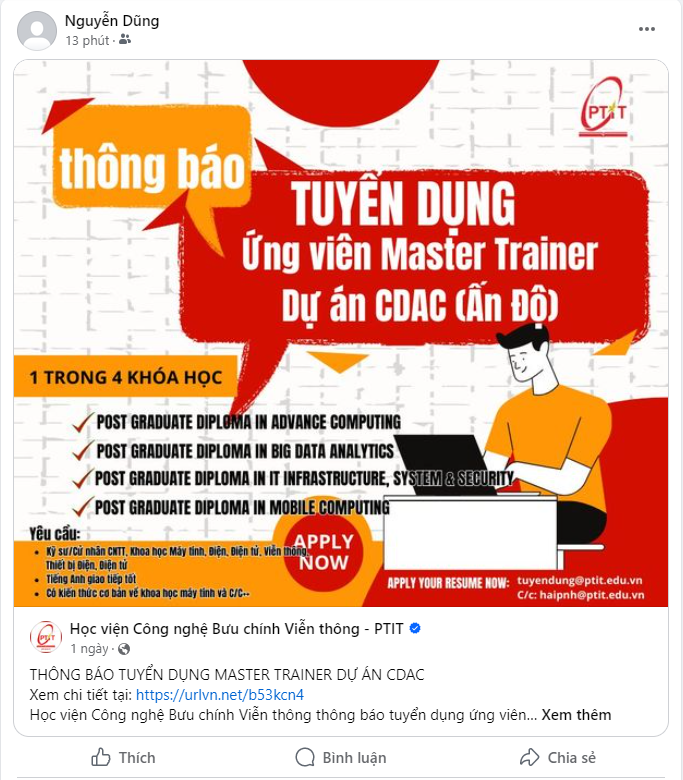 Nguyễn Dũng
13 phút ·
PTIT
thông báo
TUYỂN DỤNG
Ứng viên Master Trainer
Dự án CDAC (Ấn Độ)
1 TRONG 4 KHÓA HỌC
POST GRADUATE DIPLOMA IN ADVANCE COMPUTING
POST GRADUATE DIPLOMA IN BIG DATA ANALYTICS
POST GRADUATE DIPLOMA IN IT INFRASTRUCTURE, SYSTEM & SECURITY
POST GRADUATE DIPLOMA IN MOBILE COMPUTING
Yêu cầu:
• Kỹ sư/Cử nhân CNTT, Khoa học Máy tính, Điện, Điện tử, Viễn thông,
Thiết bị Điện, Điện tử
• Tiếng Anh giao tiếp tốt
• Có kiến thức cơ bản về khoa học máy tính và C/C++
APPLY
NOW
APPLY YOUR RESUME NOW: tuyendung@ptit.edu.vn
C/c: haipnh@ptit.edu.vn
PTIT
Học viện Công nghệ Bưu chính Viễn thông - PTIT
1 ngày ·
THÔNG BÁO TUYỂN DỤNG MASTER TRAINER DỰ ÁN CDAC
Xem chi tiết tại: https://urlvn.net/b53kcn4
Học viện Công nghệ Bưu chính Viễn thông thông báo tuyển dụng ứng viên... Xem thêm
Thích
Bình luận
Chia sẻ